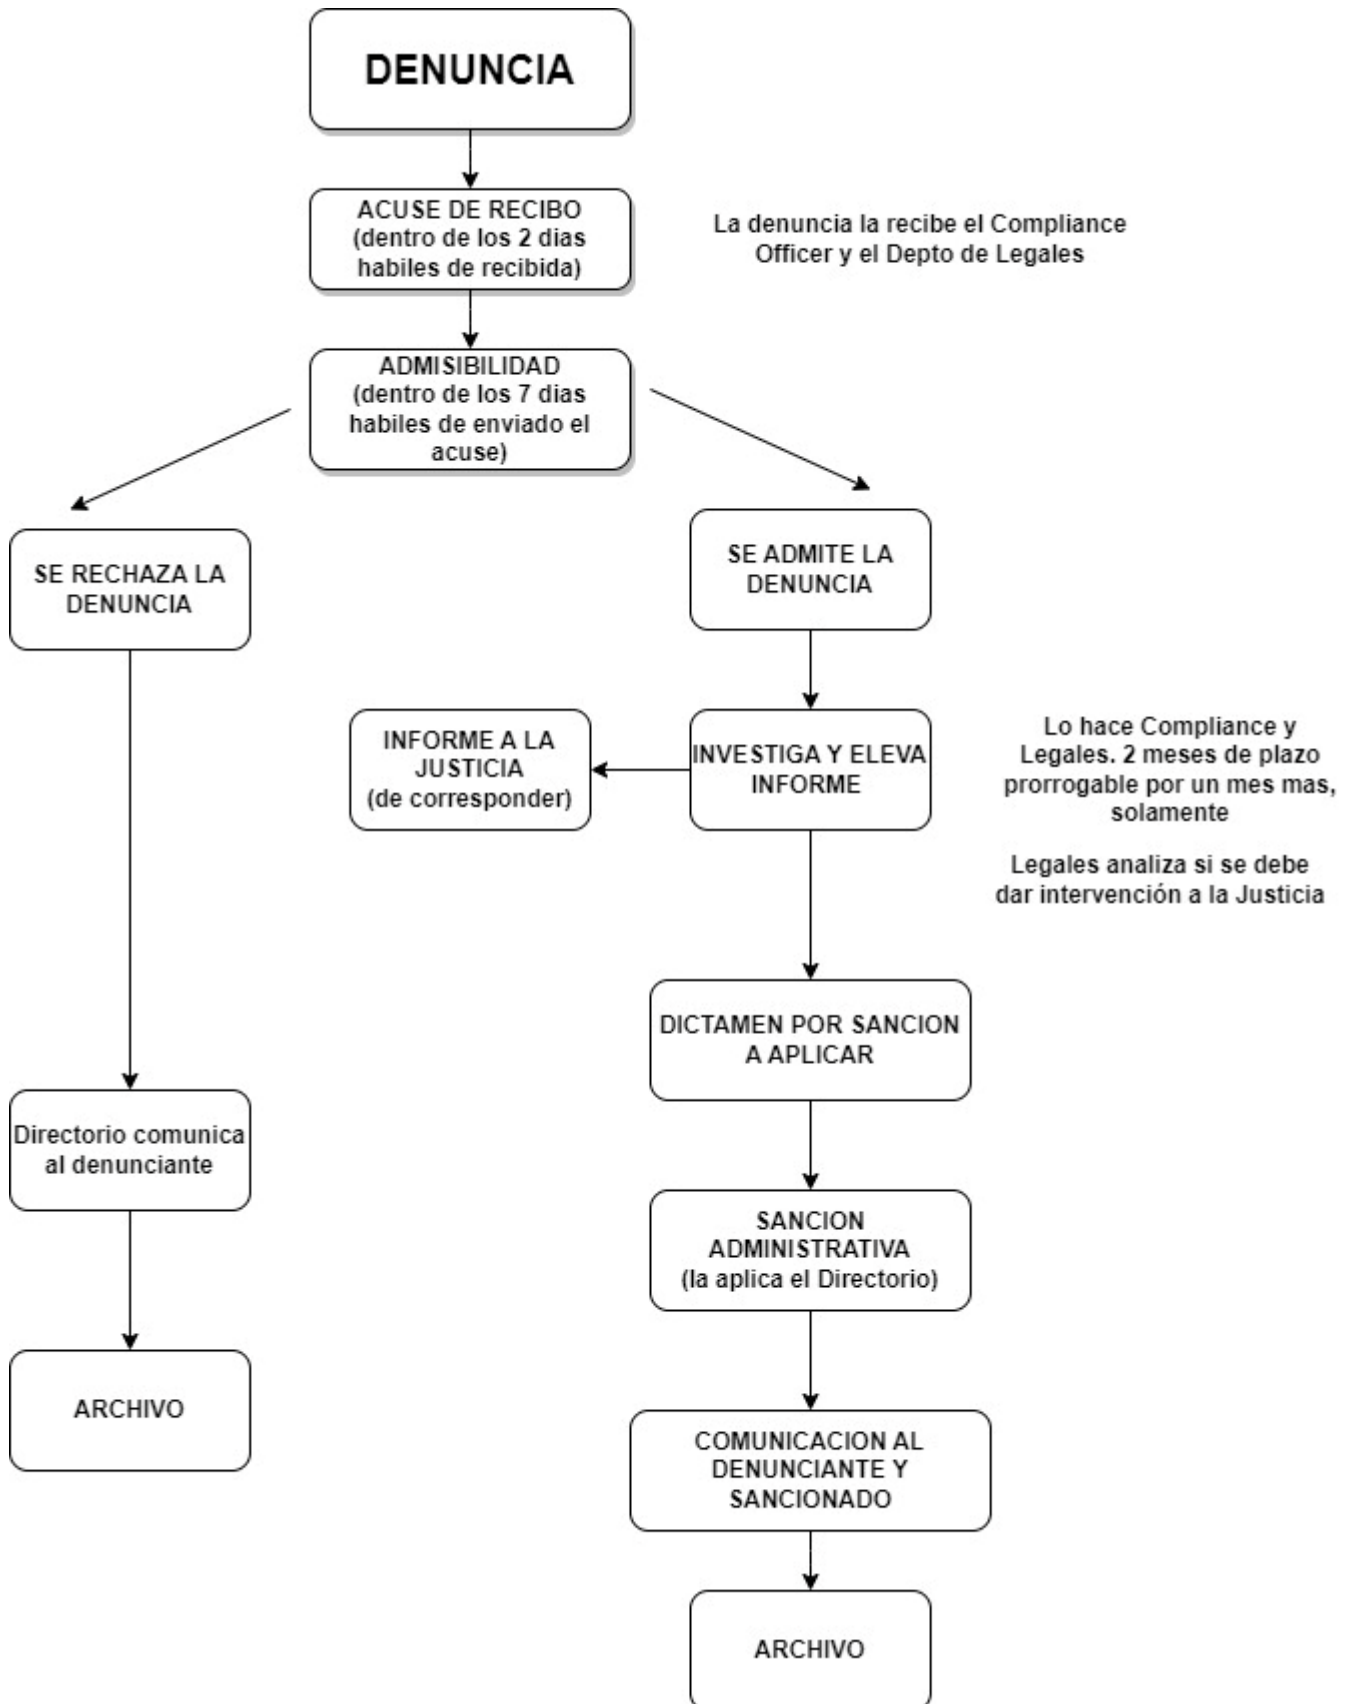 DENUNCIA
ACUSE DE RECIBO
(dentro de los 2 dias
habiles de recibida)
La denuncia la recibe el Compliance
Officer y el Depto de Legales
ADMISIBILIDAD
(dentro de los 7 dias
habiles de enviado el
acuse)
SE RECHAZA LA
DENUNCIA
SE ADMITE LA
DENUNCIA
INFORME A LA
JUSTICIA
(de corresponder)
INVESTIGA Y ELEVA
INFORME
Lo hace Compliance y
Legales. 2 meses de plazo
prorrogable por un mes mas,
solamente
Legales analiza si se debe
dar intervención a la Justicia
DICTAMEN POR SANCION
A APLICAR
Directorio comunica
al denunciante
SANCION
ADMINISTRATIVA
(la aplica el Directorio)
ARCHIVO
COMUNICACION AL
DENUNCIANTE Y
SANCIONADO
ARCHIVO